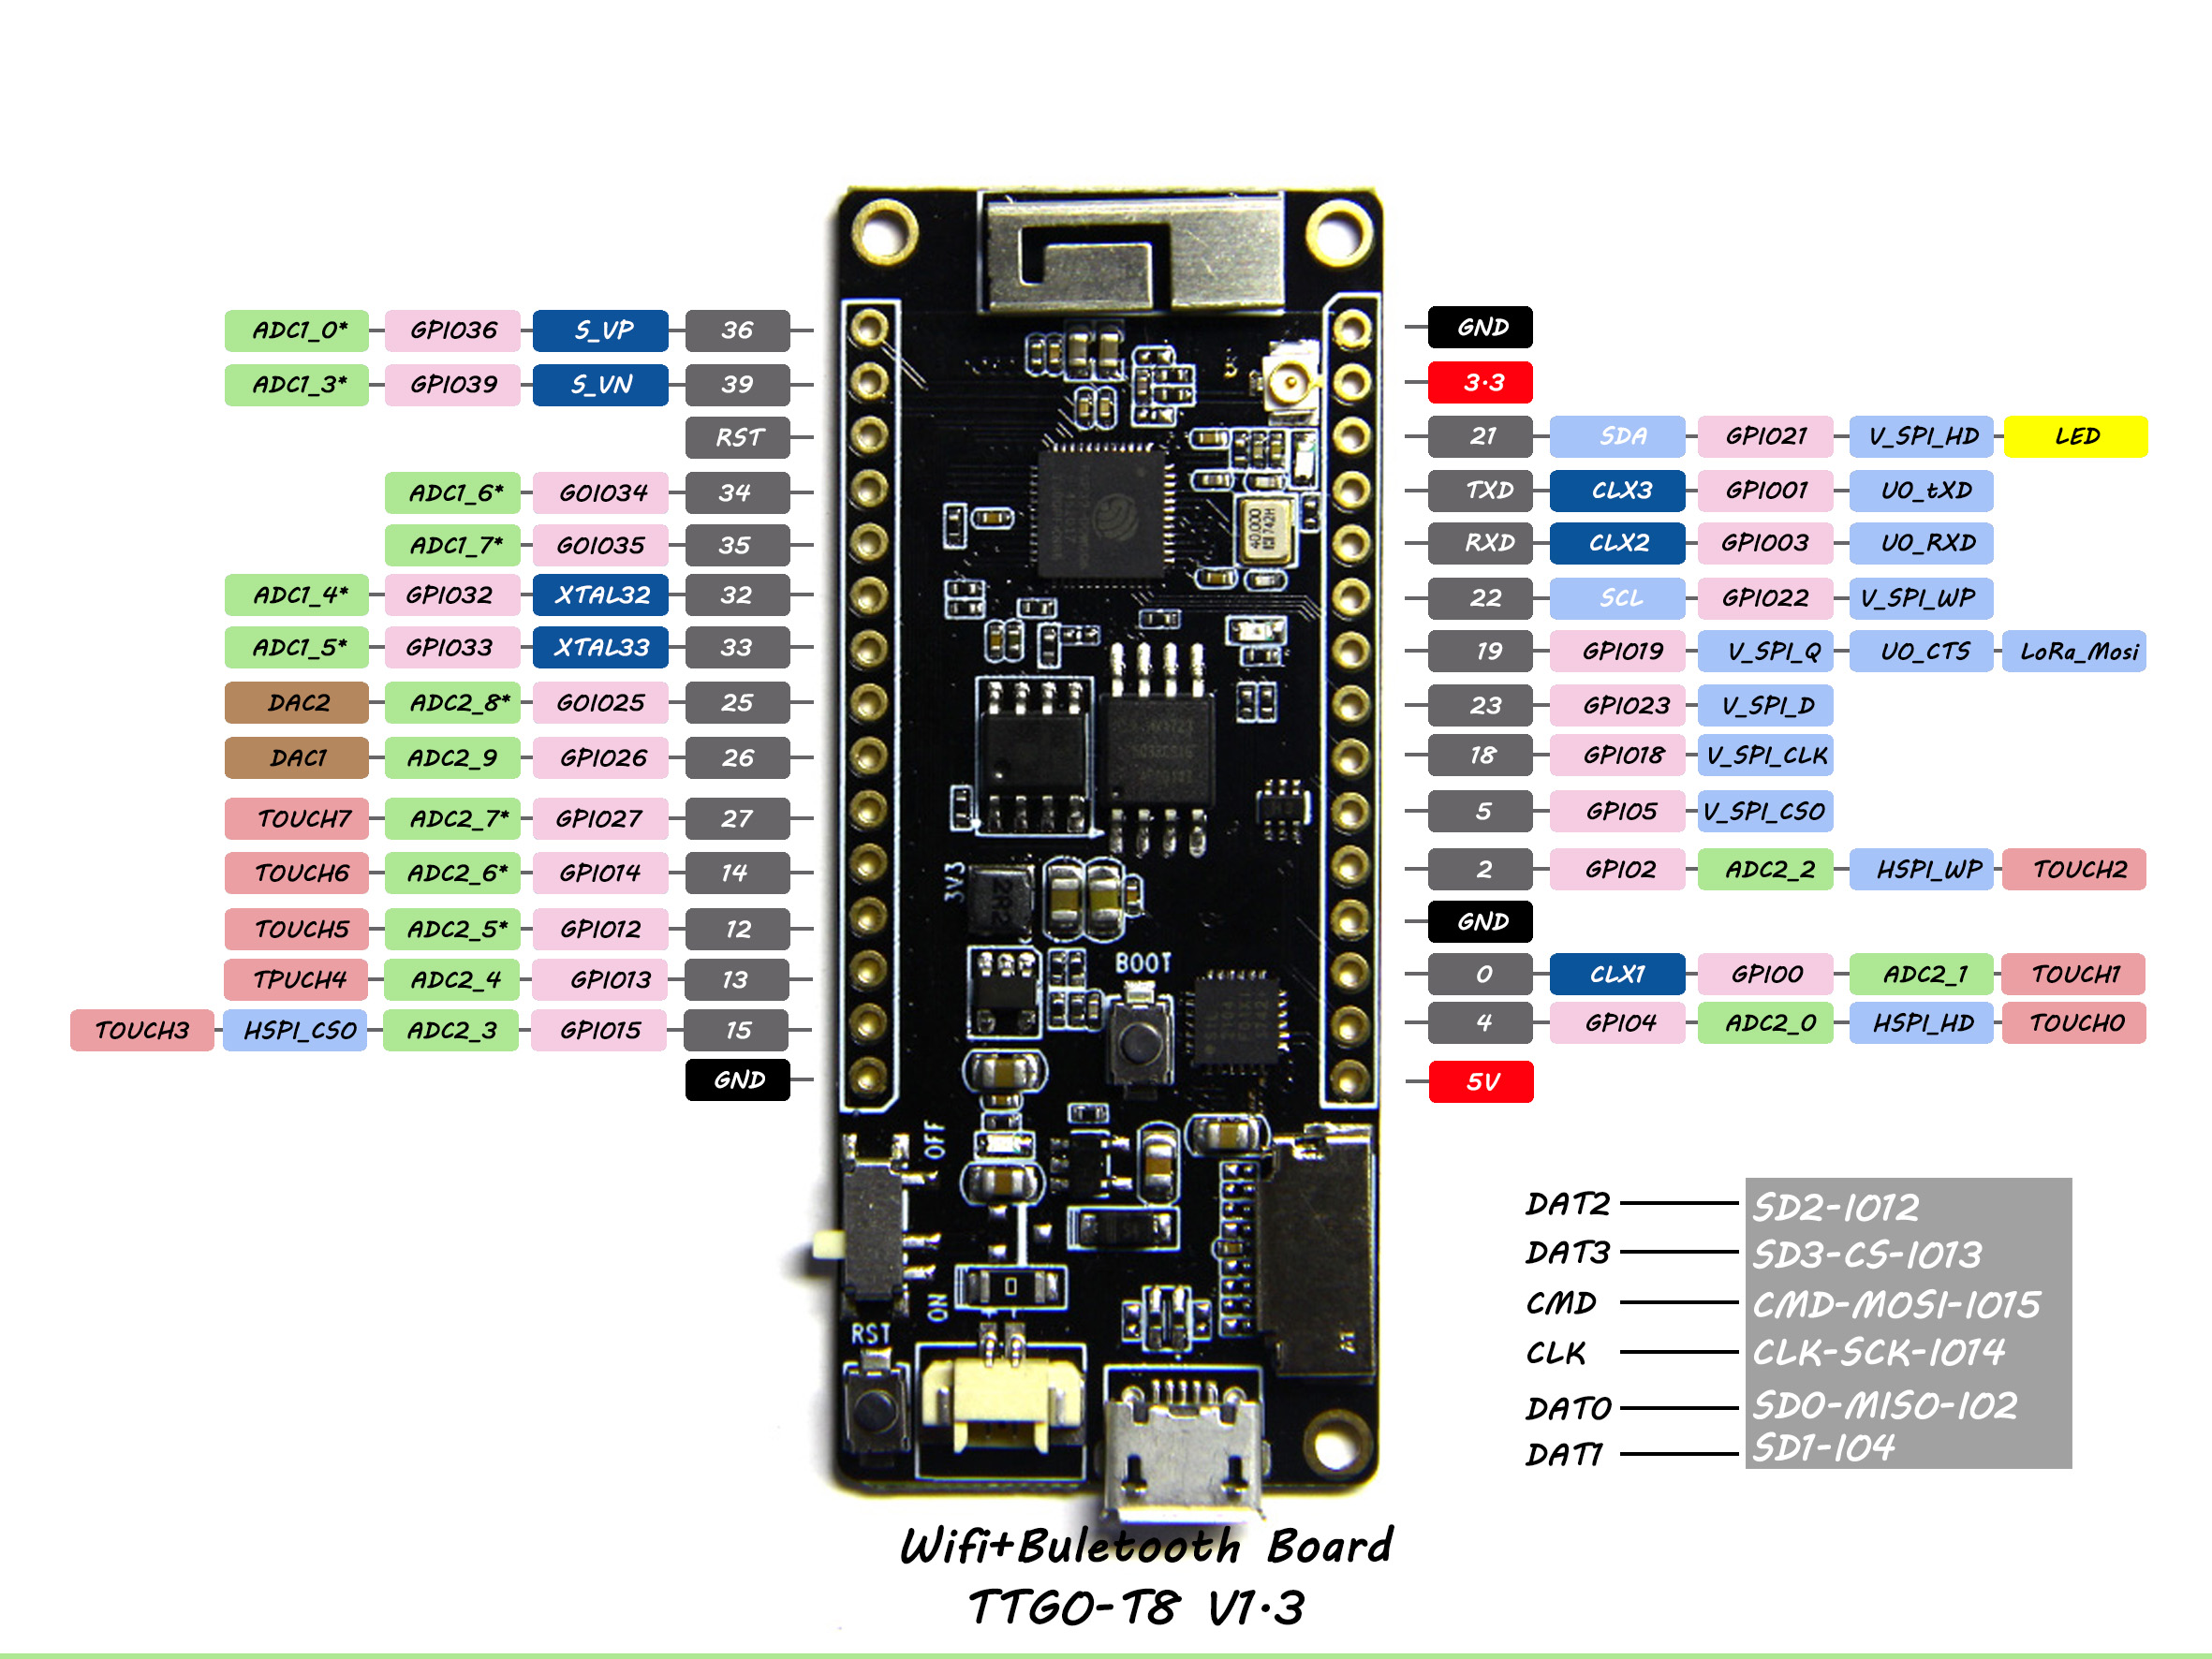 ADC1_0* GPIO36 S_VP 36
ADC1_3* GPIO39 S_VN 39
RST
ADC1_6* GOIO34 34
ADC1_7* GOIO35 35
ADC1_4* GPIO32 XTAL32 32
ADC1_5* GPIO33 XTAL33 33
DAC2 ADC2_8* GOIO25 25
DAC1 ADC2_9 GPIO26 26
TOUCH7 ADC2_7* GPIO27 27
TOUCH6 ADC2_6* GPIO14 14
TOUCH5 ADC2_5* GPIO12 12
TPUCH4 ADC2_4 GPIO13 13
TOUCH3 HSPI_CS0 ADC2_3 GPIO15 15
GND
40.000
3V3
2R2
BOOT
OFF
ON
RST
GND
3.3
21 SDA GPIO21 V_SPI_HD LED
TXD CLX3 GPIO01 U0_tXD
RXD CLX2 GPIO03 U0_RXD
22 SCL GPIO22 V_SPI_WP
19 GPIO19 V_SPI_Q U0_CTS LoRa_Mosi
23 GPIO23 V_SPI_D
18 GPIO18 V_SPI_CLK
5 GPIO5 V_SPI_CS0
2 GPIO2 ADC2_2 HSPI_WP TOUCH2
GND
0 CLX1 GPIO0 ADC2_1 TOUCH1
4 GPIO4 ADC2_0 HSPI_HD TOUCH0
5V
DAT2 SD2-IO12
DAT3 SD3-CS-IO13
CMD CMD-MOSI-IO15
CLK CLK-SCK-IO14
DAT0 SD0-MISO-IO2
DAT1 SD1-IO4
Wifi+Buletooth Board
TTGO-T8 V1.3